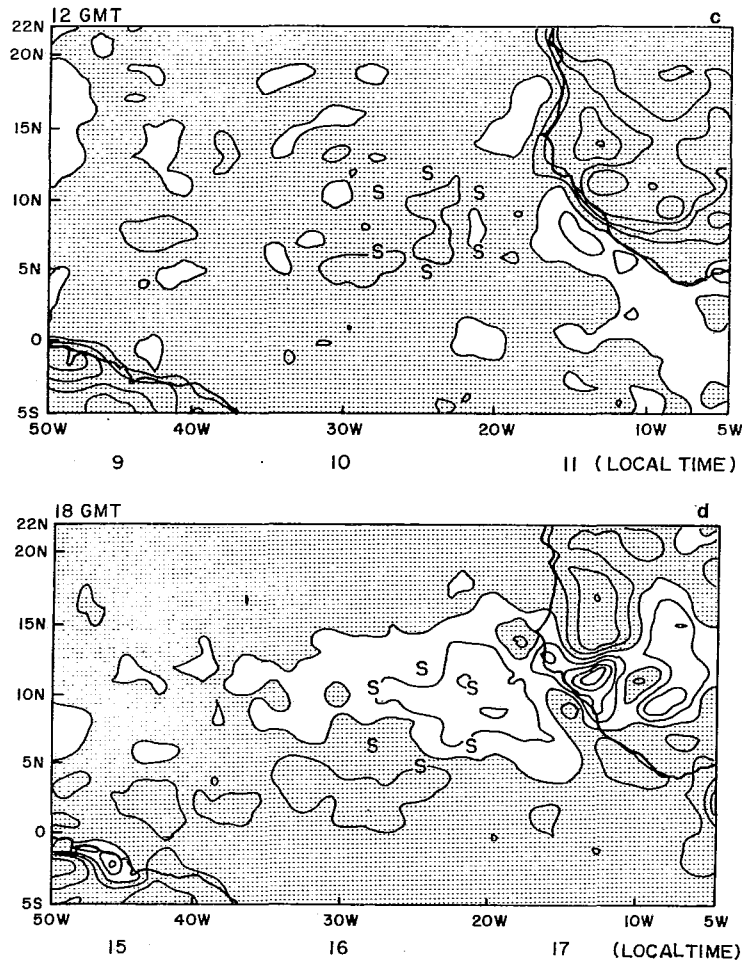 12 GMT c
22N
20N
15N
S
10N S S
S S
5N S
0
5S
50W 40W 30W 20W 10W 5W
9 10 11 (LOCAL TIME)
18 GMT d
22N
20N
15N
S
10N S S
S S
5N S
0
5S
50W 40W 30W 20W 10W 5W
15 16 17 (LOCALTIME)